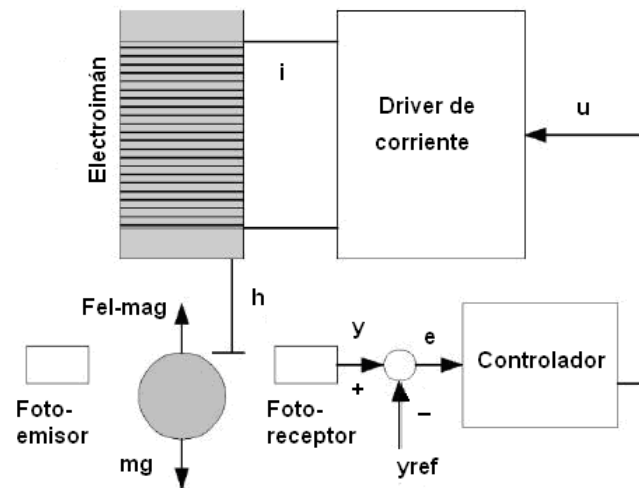 Electroimán
i
Driver de
corriente
u
Fel-mag
h
y
e
Controlador
+
−
Foto-
emisor
Foto-
receptor
mg
yref